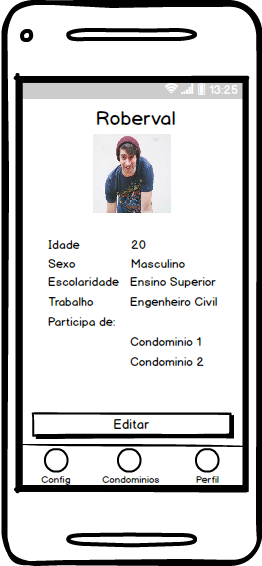 13:25
Roberval
Idade 20
Sexo Masculino
Escolaridade Ensino Superior
Trabalho Engenheiro Civil
Participa de:
Condominio 1
Condominio 2
Editar
Config Condominios Perfil